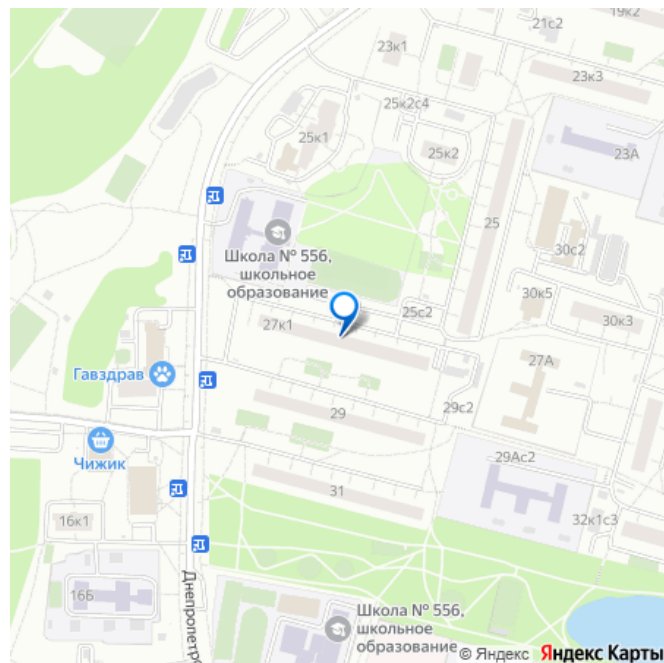 19к2
21с2
23к1
23к3
25к2с4
25к1
25к2
23А
25
30с2
Школа № 556,
школьное
образование
30к5
25с2
30к3
27к1
27А
Гавздрав
29
29с2
Чижик
29Ас2
31
16к1
32к1с3
16Б
Днепропетро
Школа № 556,
школьное
образование
© Яндекс Яндекс Карты